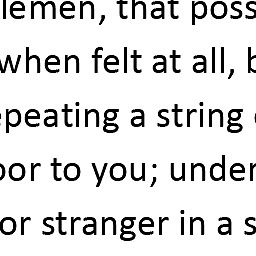 lemen, that poss
when felt at all, b
epeating a string
oor to you; under
or stranger in a s